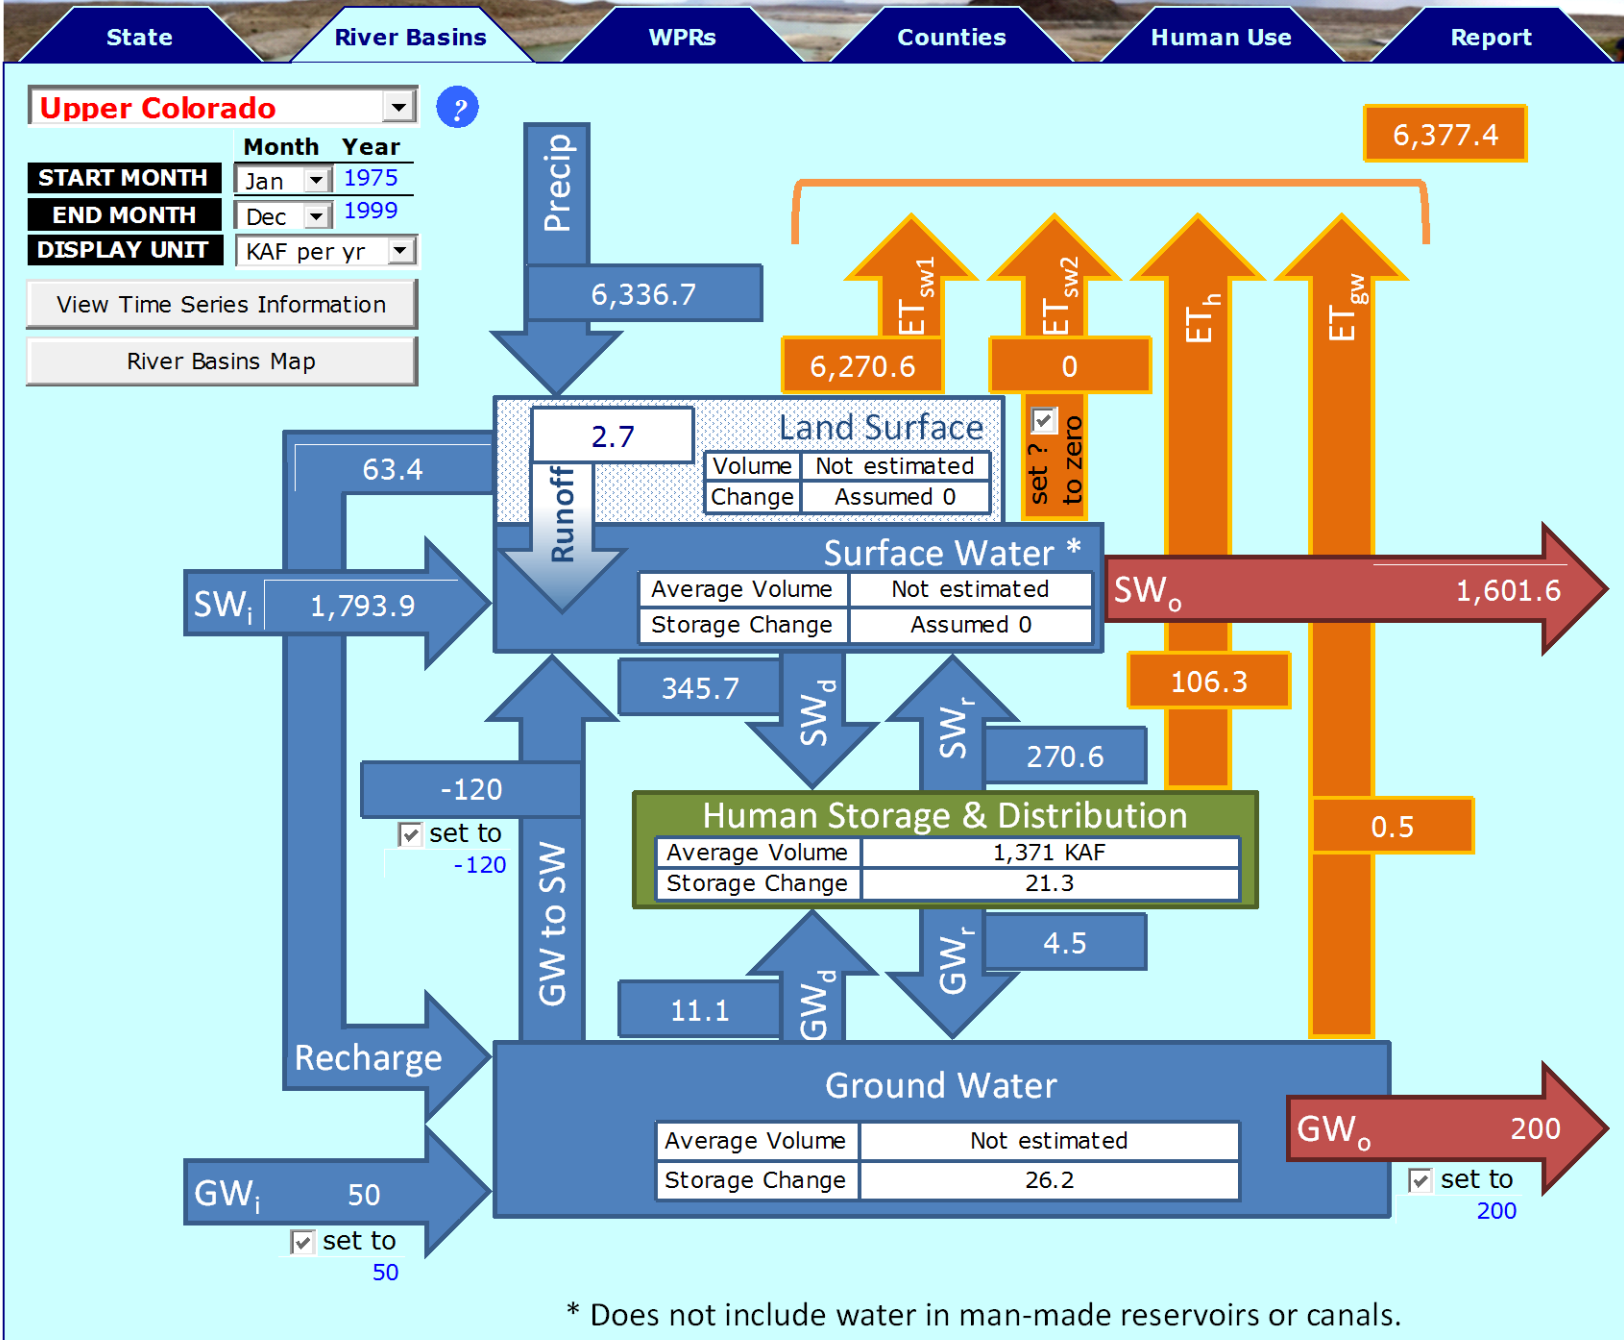 State River Basins WPRs Counties Human Use Report
Upper Colorado ?
Month Year
START MONTH Jan 1975
END MONTH Dec 1999
DISPLAY UNIT KAF per yr
View Time Series Information
River Basins Map
Precip
6,336.7
6,377.4
ETsw1
6,270.6
ETsw2
0
set ? to zero
ETh
106.3
ETgw
0.5
63.4
2.7
Runoff
Land Surface
Volume Not estimated
Change Assumed 0
Surface Water *
Average Volume Not estimated
Storage Change Assumed 0
SWi 1,793.9
SWo 1,601.6
345.7
SWd
SWr
270.6
-120
set to
-120
GW to SW
Human Storage & Distribution
Average Volume 1,371 KAF
Storage Change 21.3
11.1
GWd
GWr
4.5
Recharge
Ground Water
Average Volume Not estimated
Storage Change 26.2
GWi 50
set to
50
GWo 200
set to
200
* Does not include water in man-made reservoirs or canals.